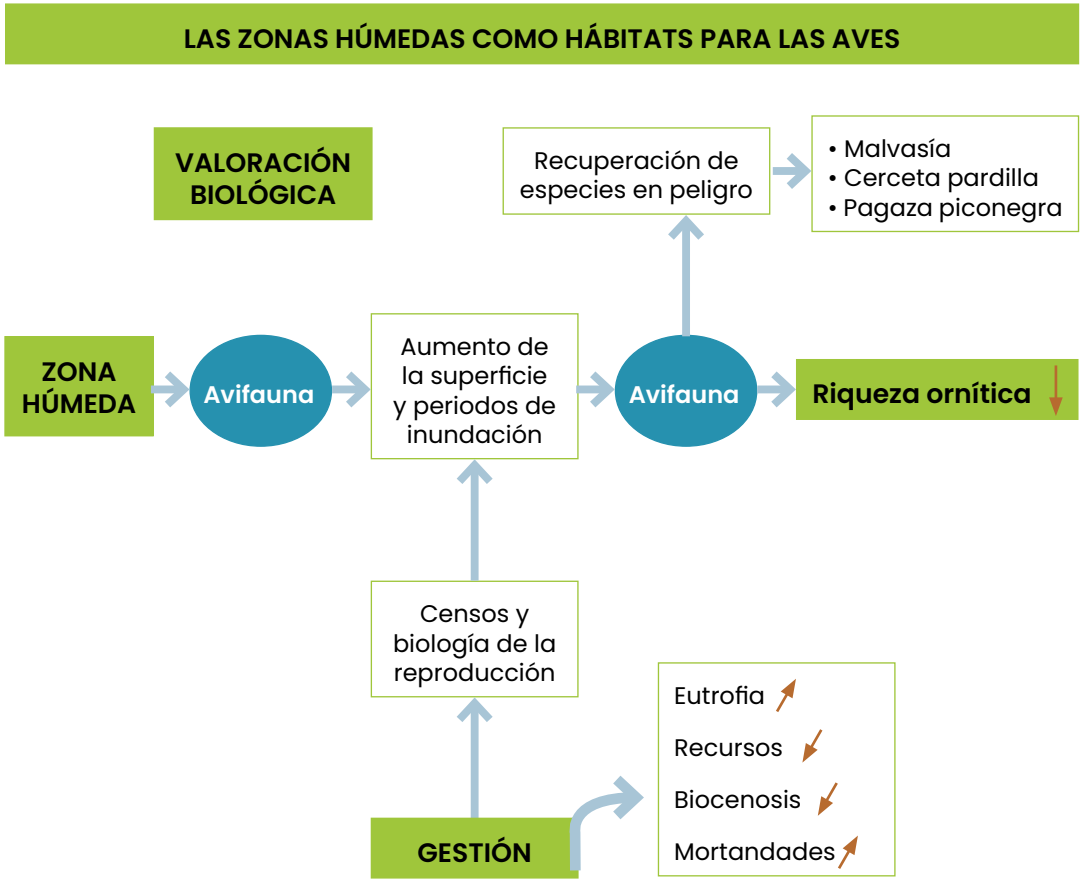 LAS ZONAS HÚMEDAS COMO HÁBITATS PARA LAS AVES
VALORACIÓN
BIOLÓGICA
Recuperación de
especies en peligro
• Malvasía
• Cerceta pardilla
• Pagaza piconegra
ZONA
HÚMEDA
Avifauna
Aumento de
la superficie
y periodos de
inundación
Avifauna
Riqueza ornítica
Censos y
biología de la
reproducción
GESTIÓN
Eutrofia
Recursos
Biocenosis
Mortandades